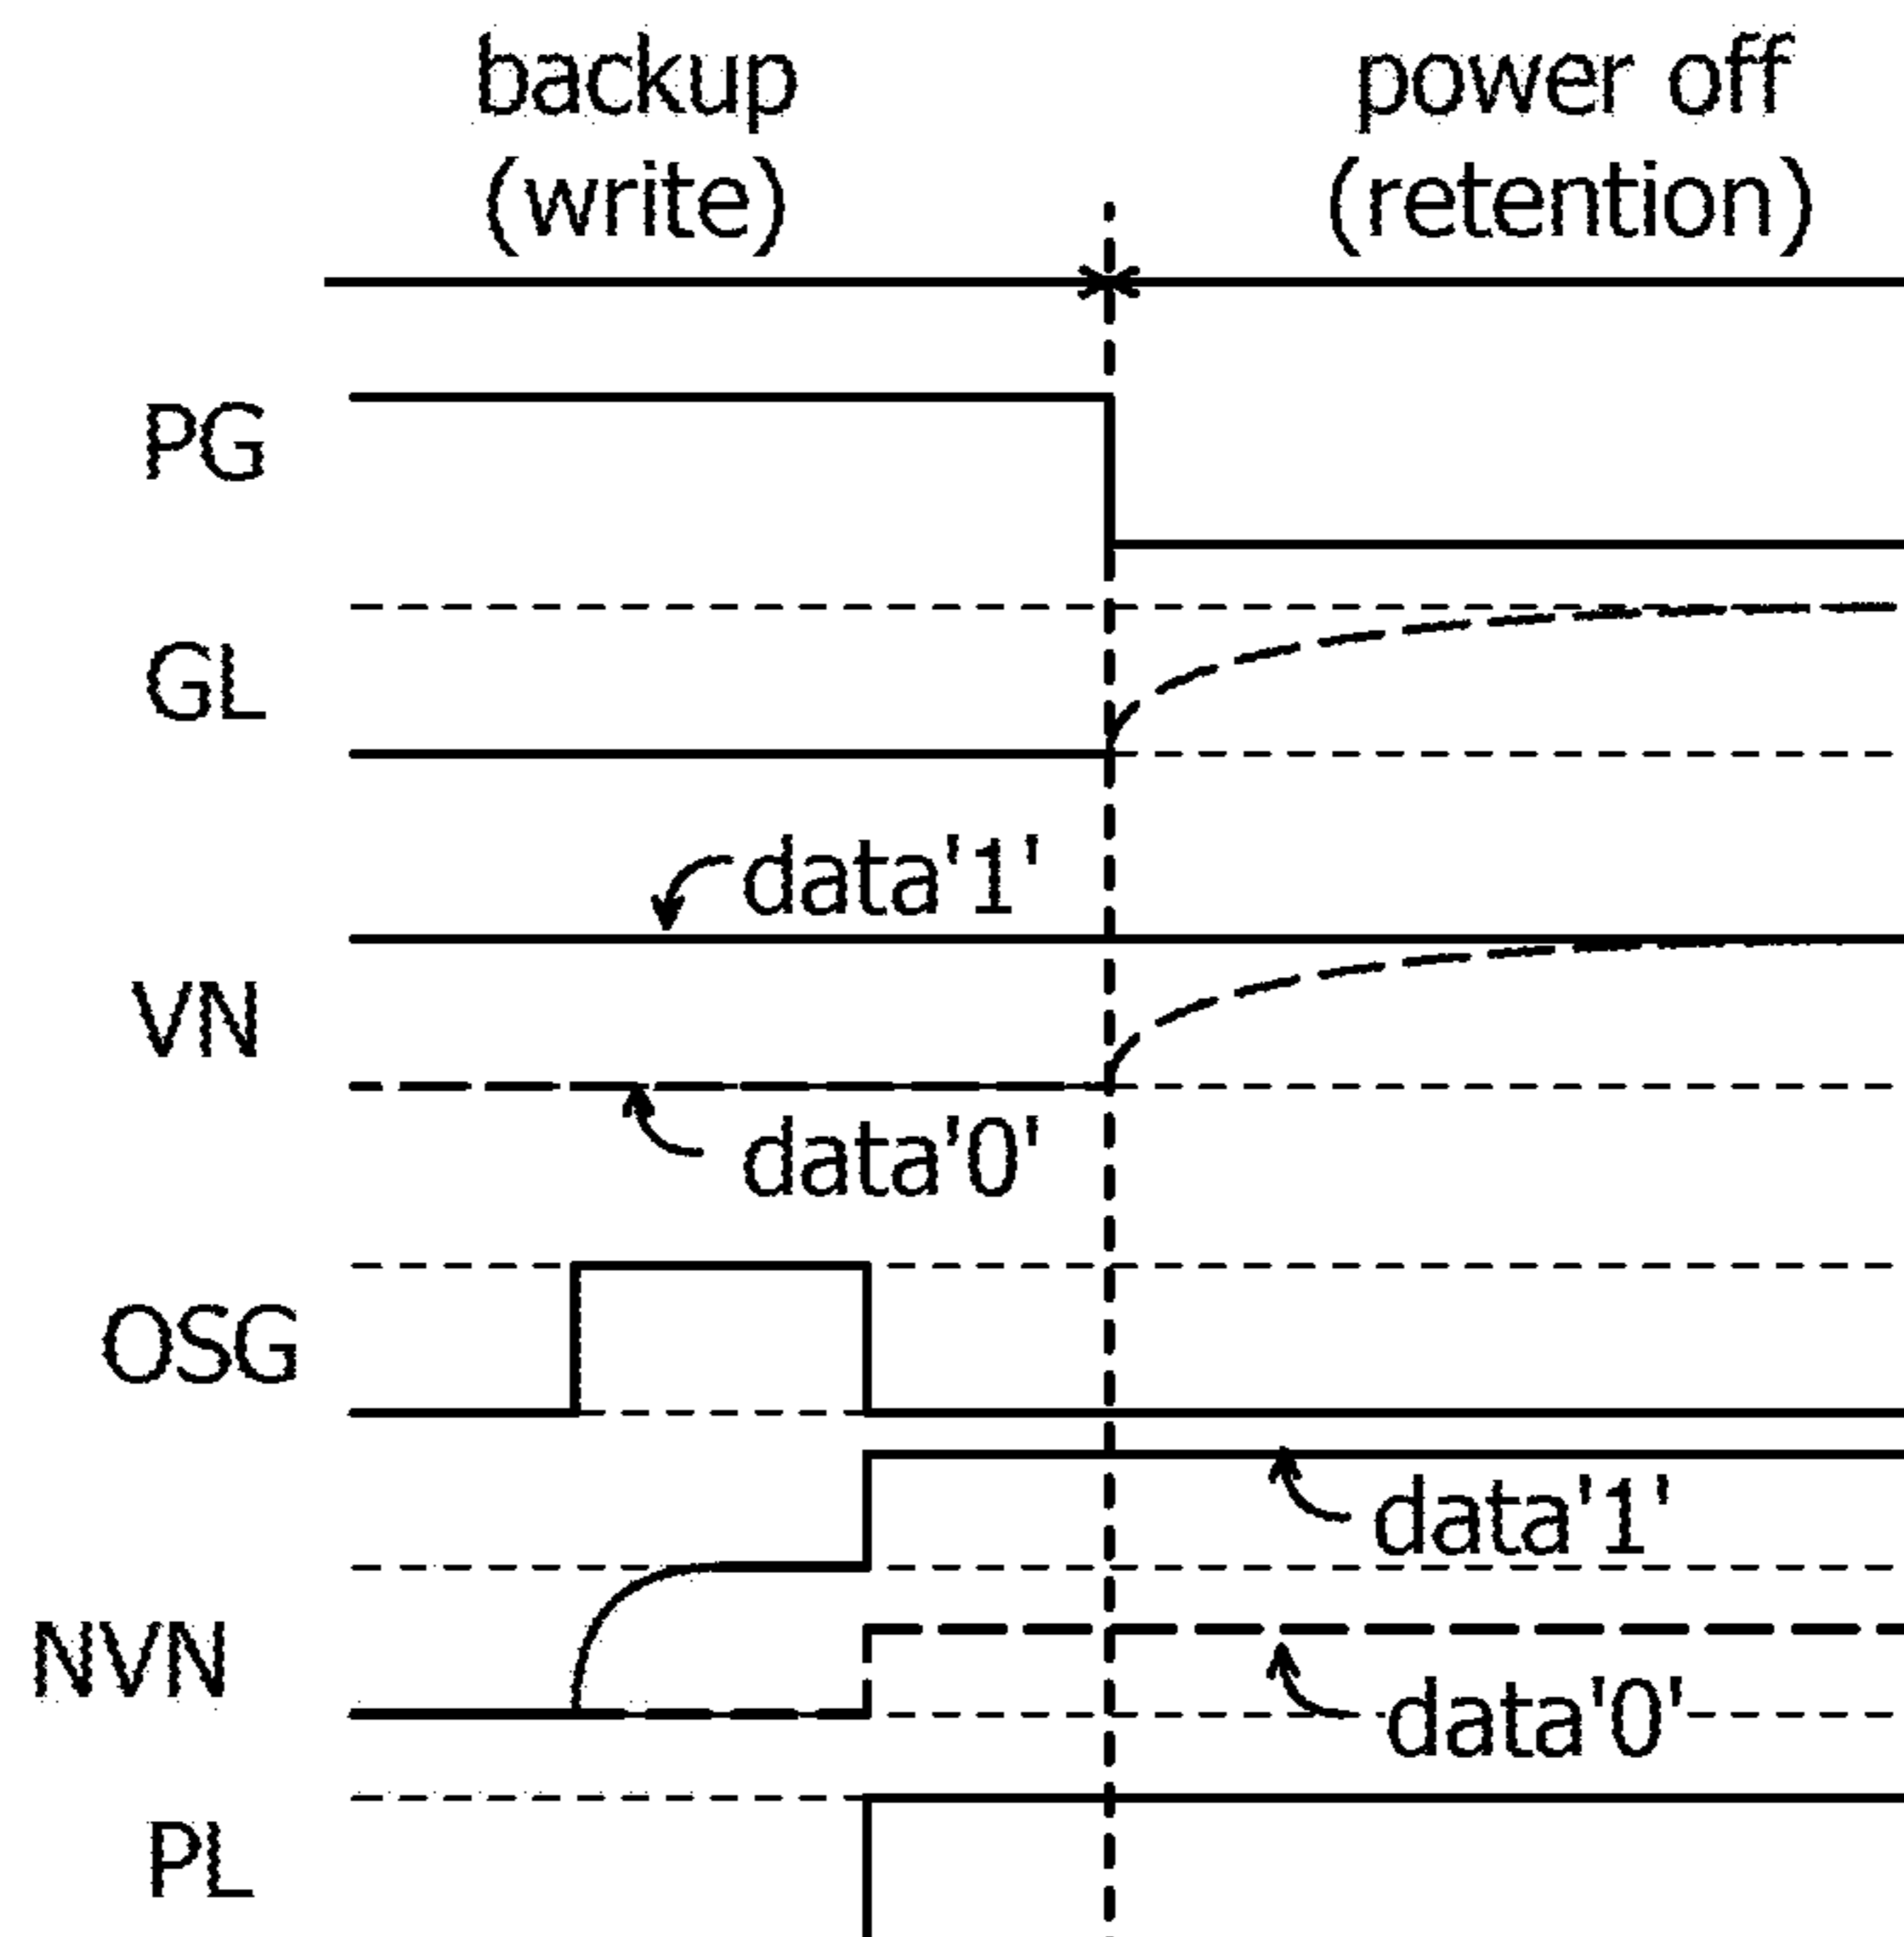 backup
(write)
power off
(retention)
PG
GL
data'1'
VN
data'0'
OSG
data'1'
NVN
data'0'
PL